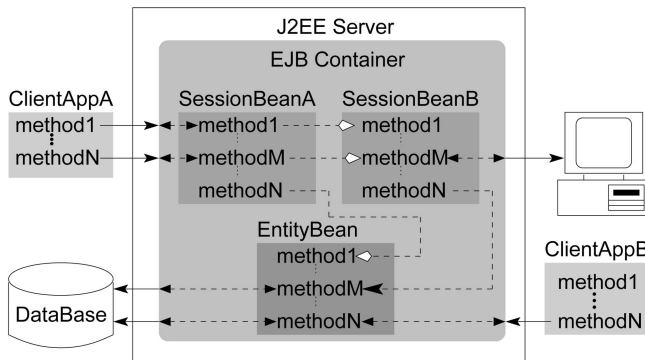 J2EE Server
EJB Container
ClientAppA
method1
methodN
SessionBeanA
method1
methodM
methodN
SessionBeanB
method1
methodM
methodN
EntityBean
method1
methodM
methodN
DataBase
ClientAppB
method1
methodN